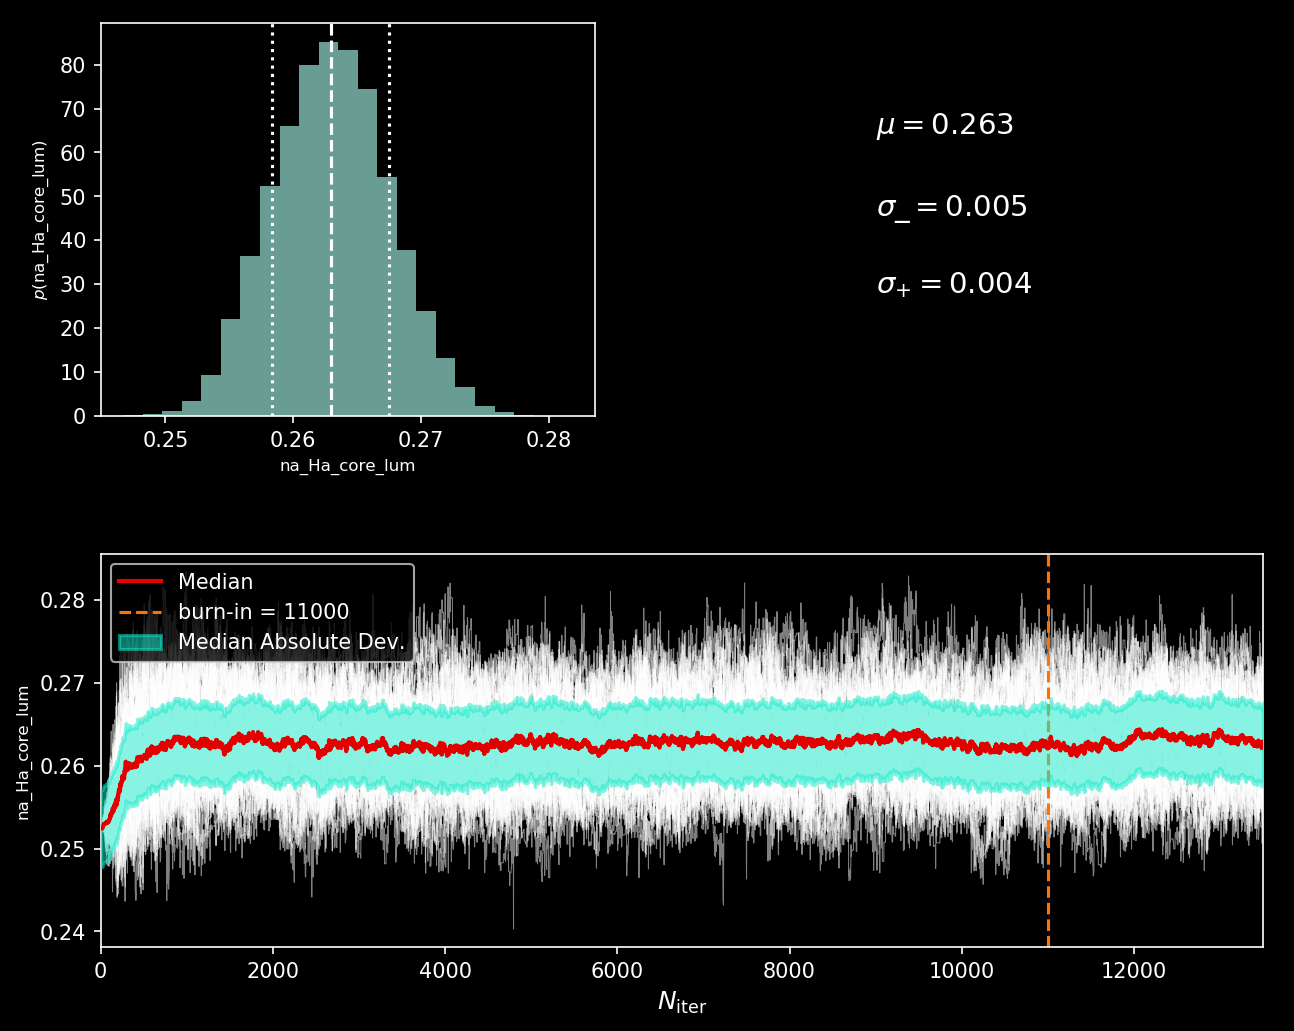 80
70
60
50
40
30
20
10
0
p(na_Ha_core_lum)
0.25 0.26 0.27 0.28
na_Ha_core_lum
μ = 0.263
σ_ = 0.005
σ+ = 0.004
Median
burn-in = 11000
Median Absolute Dev.
0.28
0.27
0.26
0.25
0.24
na_Ha_core_lum
0 2000 4000 6000 8000 10000 12000
Niter